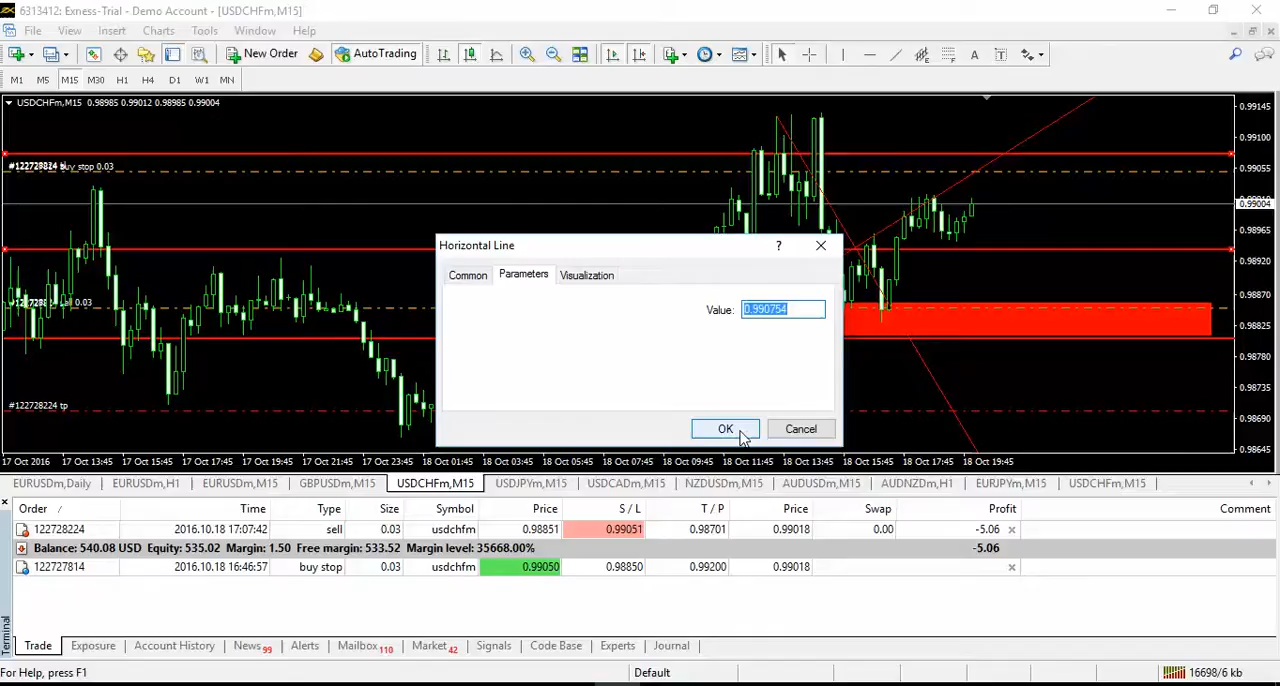 6313412: Exness-Trial - Demo Account - [USDCHFm,M15]
File View Insert Charts Tools Window Help
New Order AutoTrading
M1 M5 M15 M30 H1 H4 D1 W1 MN
USDCHFm,M15 0.98985 0.99012 0.98985 0.99004
0.99145
0.99100
#122728224 buy stop 0.03
0.99055
0.99004
0.98965
Horizontal Line ?
0.98920
Common Parameters Visualization
0.98870
Value: 0.990754
0.98825
0.98780
0.98735
#122728224 tp
0.98690
OK Cancel
0.98645
17 Oct 2016 17 Oct 13:45 17 Oct 15:45 17 Oct 17:45 17 Oct 19:45 17 Oct 21:45 17 Oct 23:45 18 Oct 01:45 18 Oct 03:45 18 Oct 05:45 18 Oct 07:45 18 Oct 09:45 18 Oct 11:45 18 Oct 13:45 18 Oct 15:45 18 Oct 17:45 18 Oct 19:45
EURUSDm,Daily EURUSDm,H1 EURUSDm,M15 GBPUSDm,M15 USDCHFm,M15 USDJPYm,M15 USDCADm,M15 NZDUSDm,M15 AUDUSDm,M15 AUDNZDm,H1 EURJPYm,M15 USDCHFm,M15
Order / Time Type Size Symbol Price S / L T / P Price Swap Profit Comment
122728224 2016.10.18 17:07:42 sell 0.03 usdchfm 0.98851 0.99051 0.98701 0.99018 0.00 -5.06
Balance: 540.08 USD Equity: 535.02 Margin: 1.50 Free margin: 533.52 Margin level: 35668.00% -5.06
122727814 2016.10.18 16:46:57 buy stop 0.03 usdchfm 0.99050 0.98850 0.99200 0.99018
Terminal
Trade Exposure Account History News 99 Alerts Mailbox 110 Market 42 Signals Code Base Experts Journal
For Help, press F1 Default 16698/6 kb